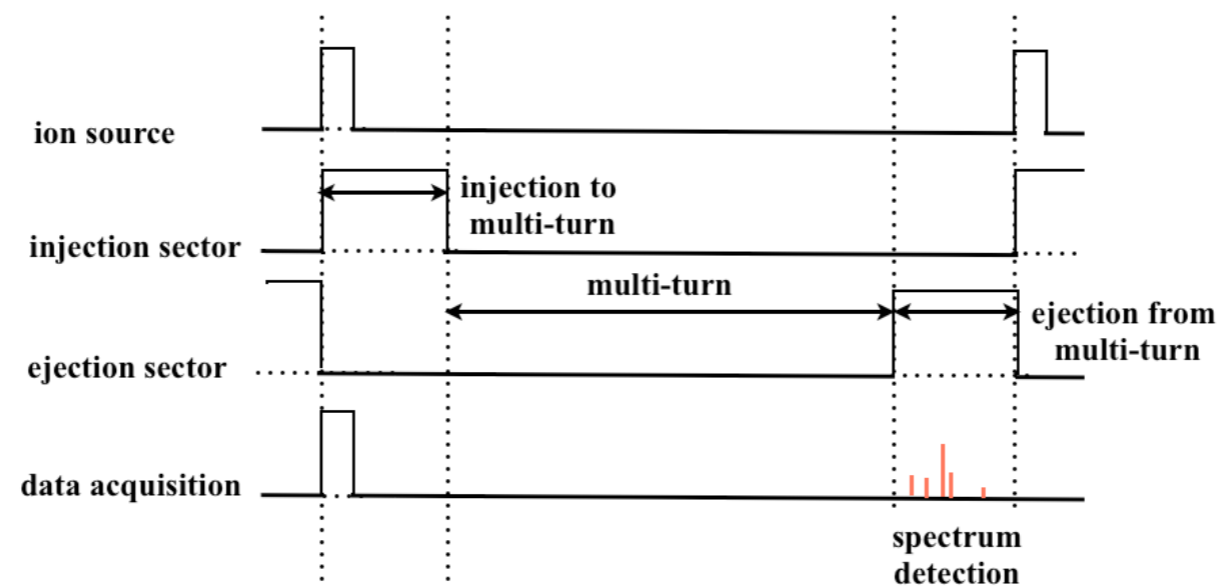 ion source
injection to
multi-turn
injection sector
multi-turn
ejection from
multi-turn
ejection sector
data acquisition
spectrum
detection